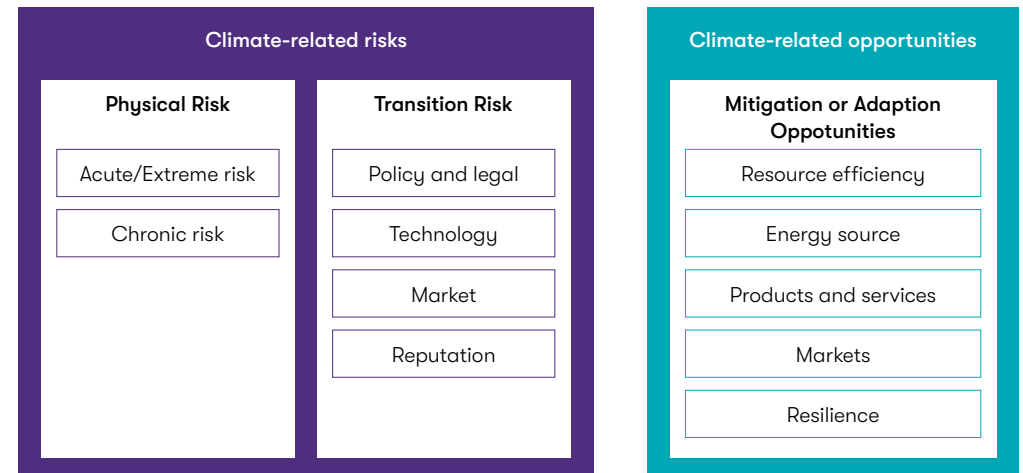 Climate-related risks
Physical Risk
Acute/Extreme risk
Chronic risk
Transition Risk
Policy and legal
Technology
Market
Reputation
Climate-related opportunities
Mitigation or Adaption
Oppotunities
Resource efficiency
Energy source
Products and services
Markets
Resilience